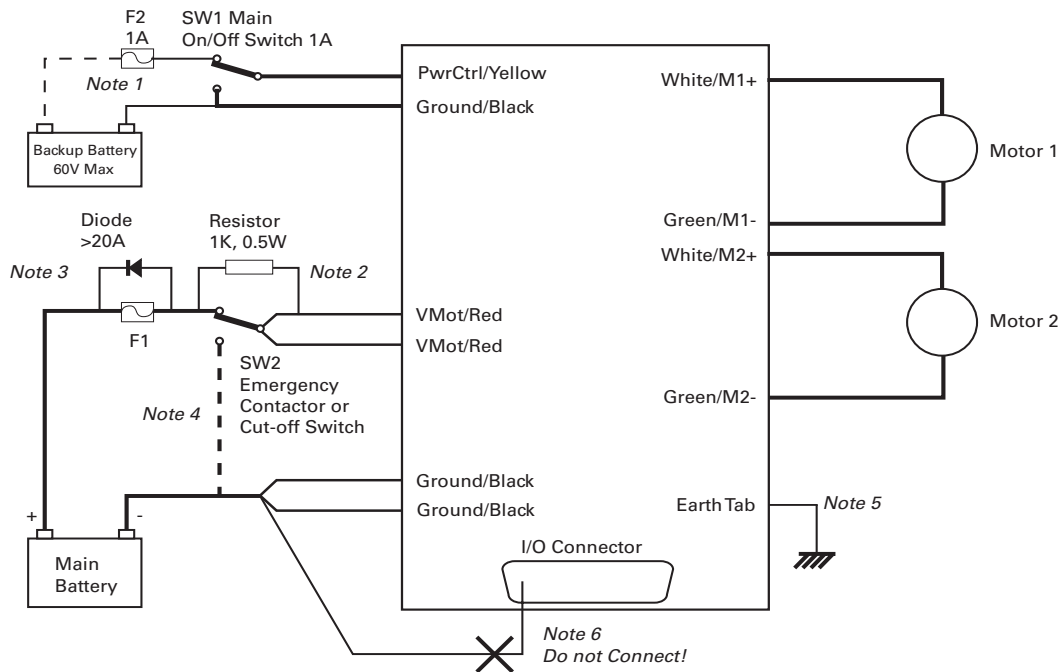 F2
1A
SW1 Main
On/Off Switch 1A
Note 1
Backup Battery
60V Max
PwrCtrl/Yellow
Ground/Black
White/M1+
Motor 1
Green/M1-
White/M2+
Motor 2
Green/M2-
Diode
>20A
Resistor
1K, 0.5W
Note 3
Note 2
F1
VMot/Red
VMot/Red
SW2
Emergency
Contactor or
Cut-off Switch
Note 4
Ground/Black
Ground/Black
Earth Tab
Note 5
+
-
Main
Battery
I/O Connector
Note 6
Do not Connect!